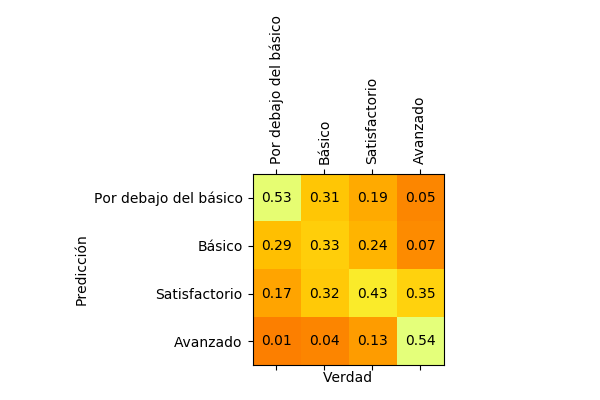 Por debajo del básico
Básico
Satisfactorio
Avanzado
Predicción
Por debajo del básico 0.53 0.31 0.19 0.05
Básico 0.29 0.33 0.24 0.07
Satisfactorio 0.17 0.32 0.43 0.35
Avanzado 0.01 0.04 0.13 0.54
Verdad